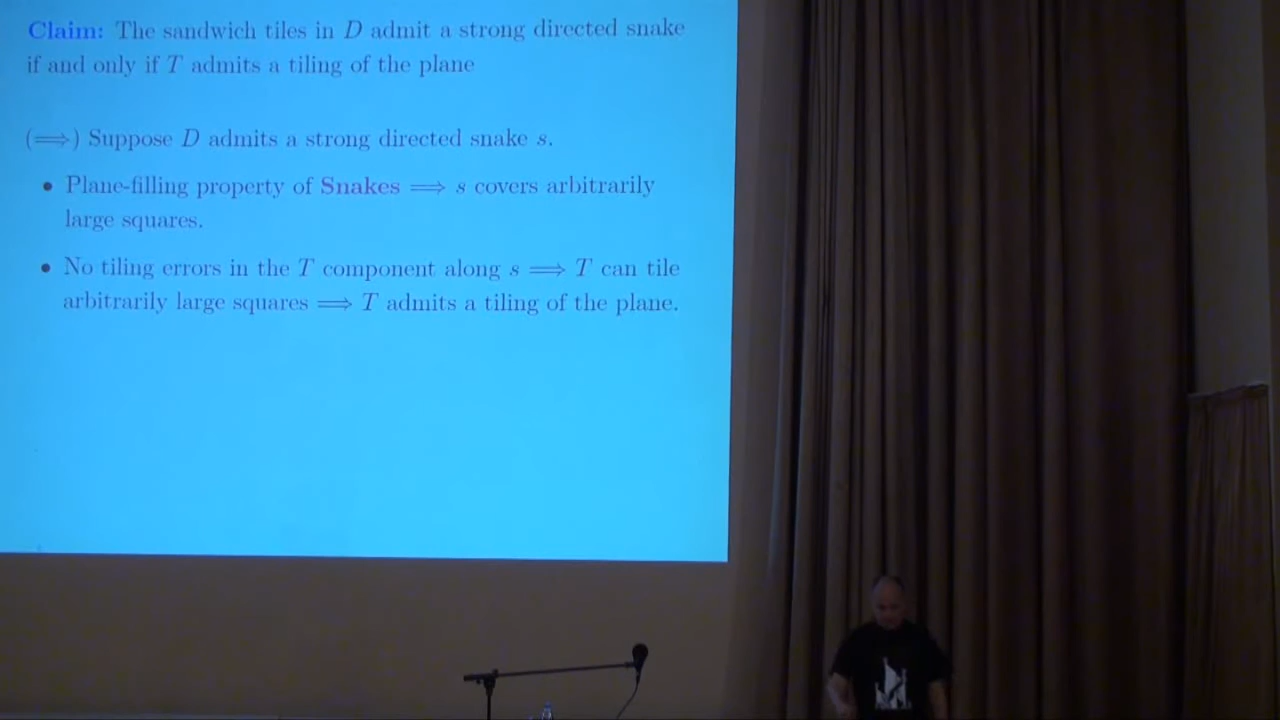 Claim: The sandwich tiles in D admit a strong directed snake
if and only if T admits a tiling of the plane
(⟹) Suppose D admits a strong directed snake s.
• Plane-filling property of Snakes ⟹ s covers arbitrarily
large squares.
• No tiling errors in the T component along s ⟹ T can tile
arbitrarily large squares ⟹ T admits a tiling of the plane.